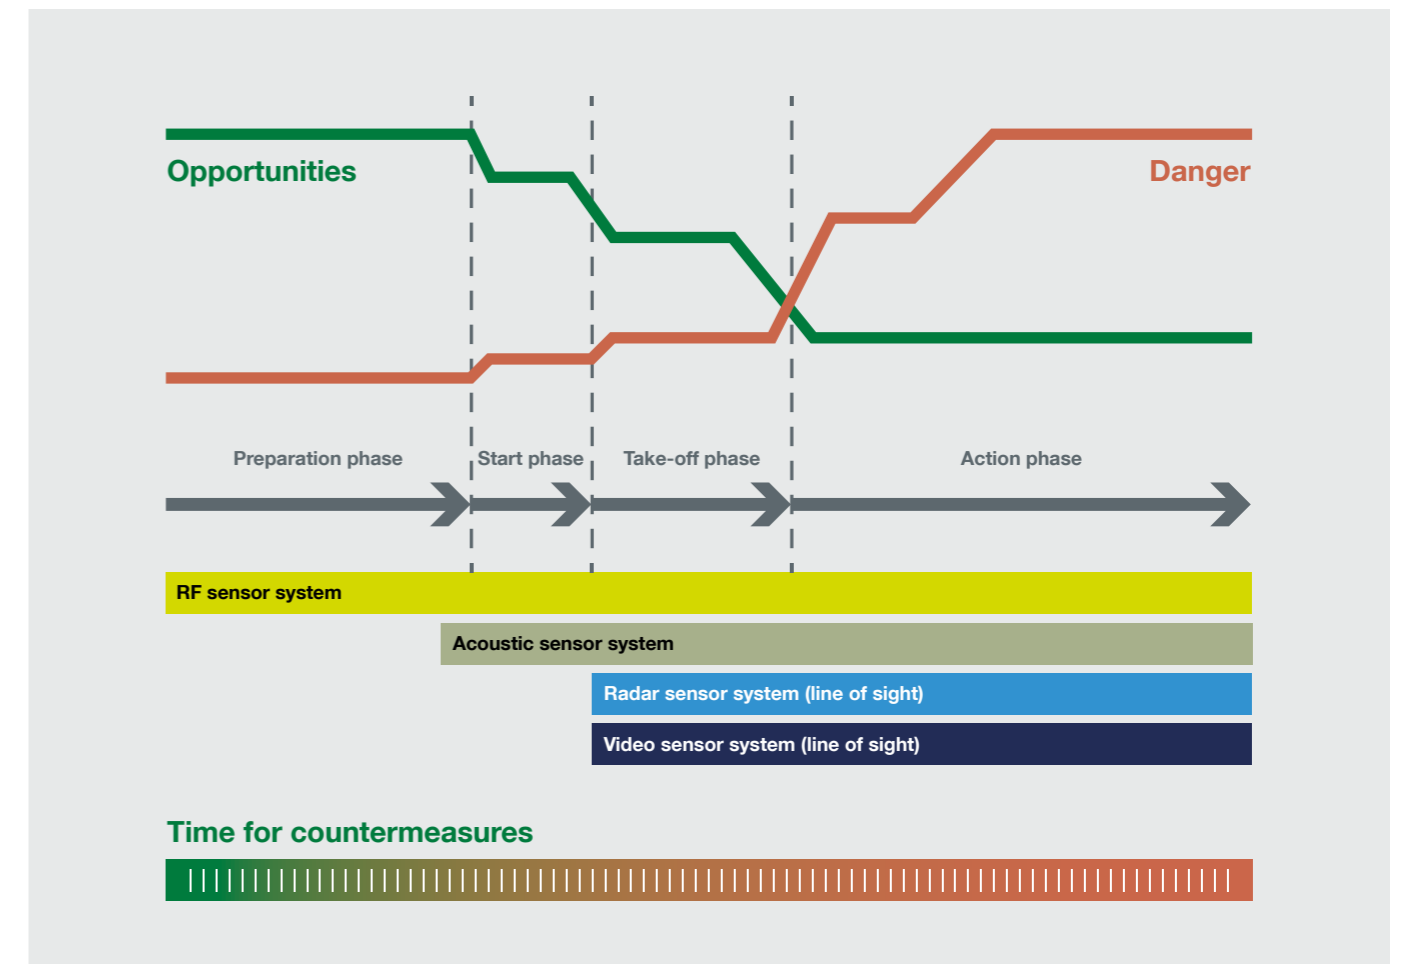 Opportunities
Danger
Preparation phase
Start phase
Take-off phase
Action phase
RF sensor system
Acoustic sensor system
Radar sensor system (line of sight)
Video sensor system (line of sight)
Time for countermeasures